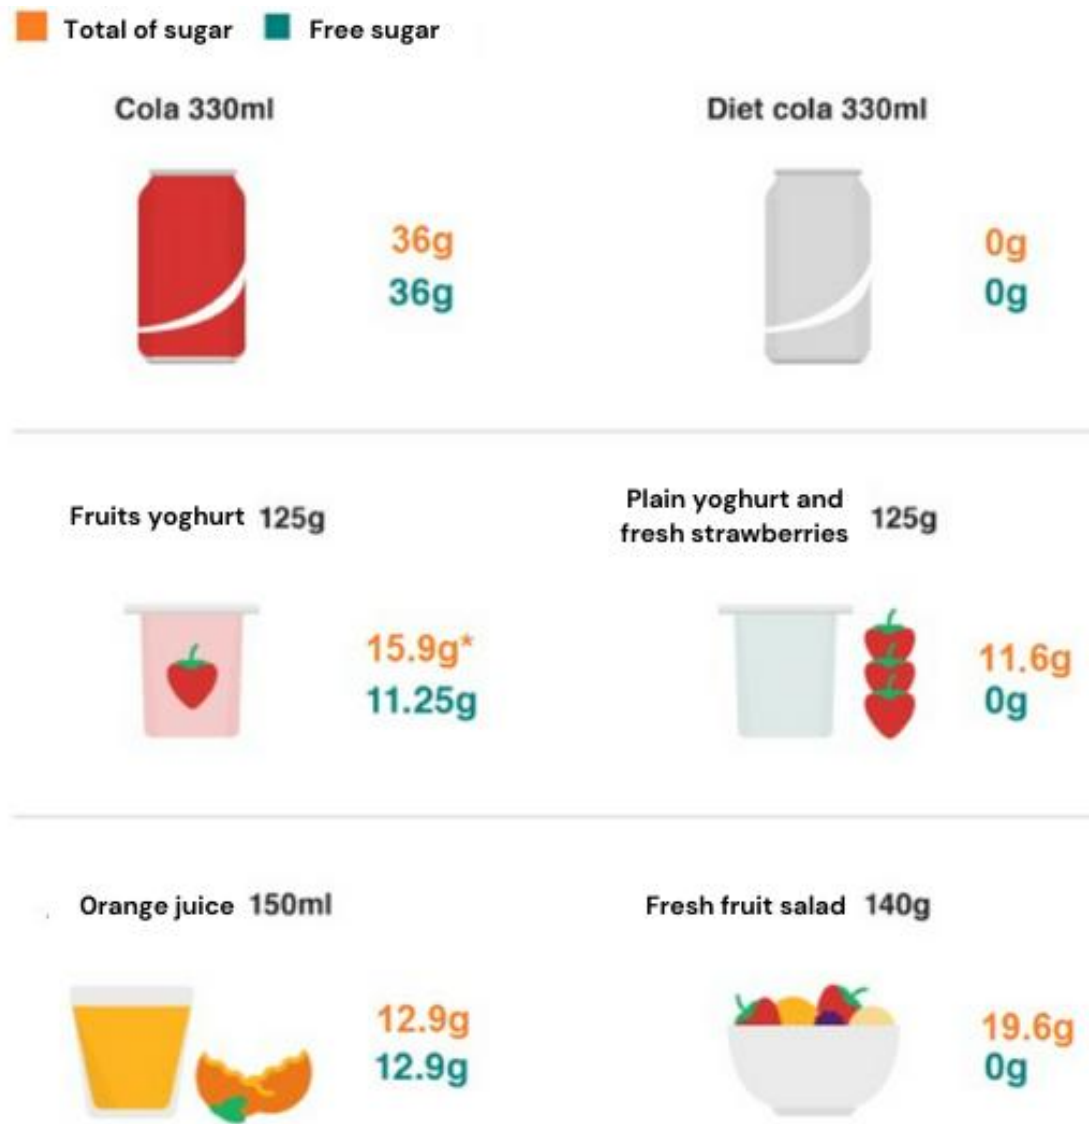 Total of sugar Free sugar
Cola 330ml
36g
36g
Diet cola 330ml
0g
0g
Fruits yoghurt 125g
15.9g*
11.25g
Plain yoghurt and
fresh strawberries 125g
11.6g
0g
Orange juice 150ml
12.9g
12.9g
Fresh fruit salad 140g
19.6g
0g